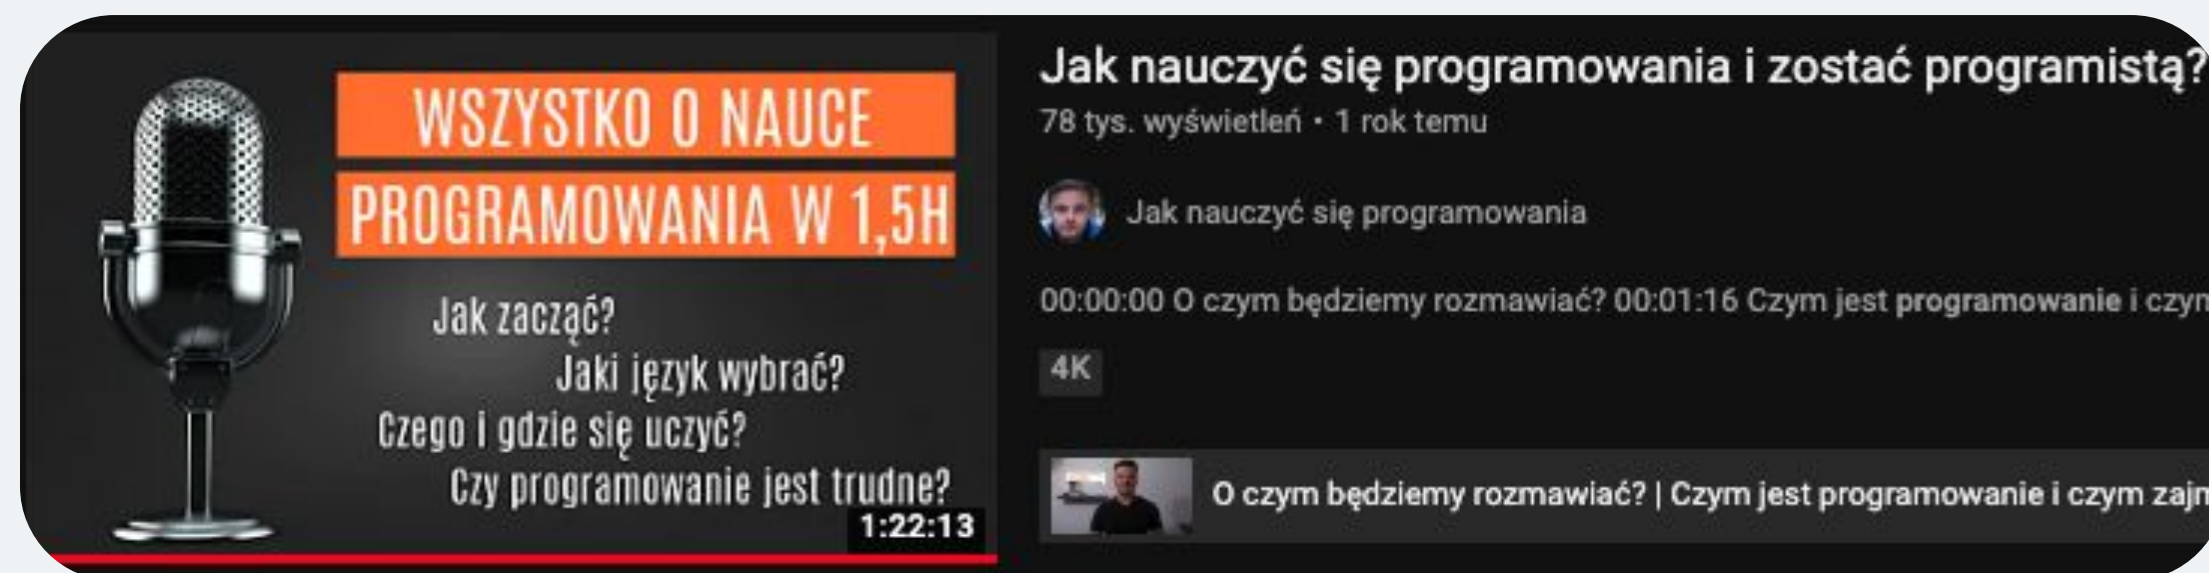 WSZYSTKO O NAUCE
PROGRAMOWANIA W 1,5H
Jak zacząć?
Jaki język wybrać?
Czego i gdzie się uczyć?
Czy programowanie jest trudne?
1:22:13
Jak nauczyć się programowania i zostać programistą?
78 tys. wyświetleń • 1 rok temu
Jak nauczyć się programowania
00:00:00 O czym będziemy rozmawiać? 00:01:16 Czym jest programowanie i
4K
O czym będziemy rozmawiać? | Czym jest programowanie i czym